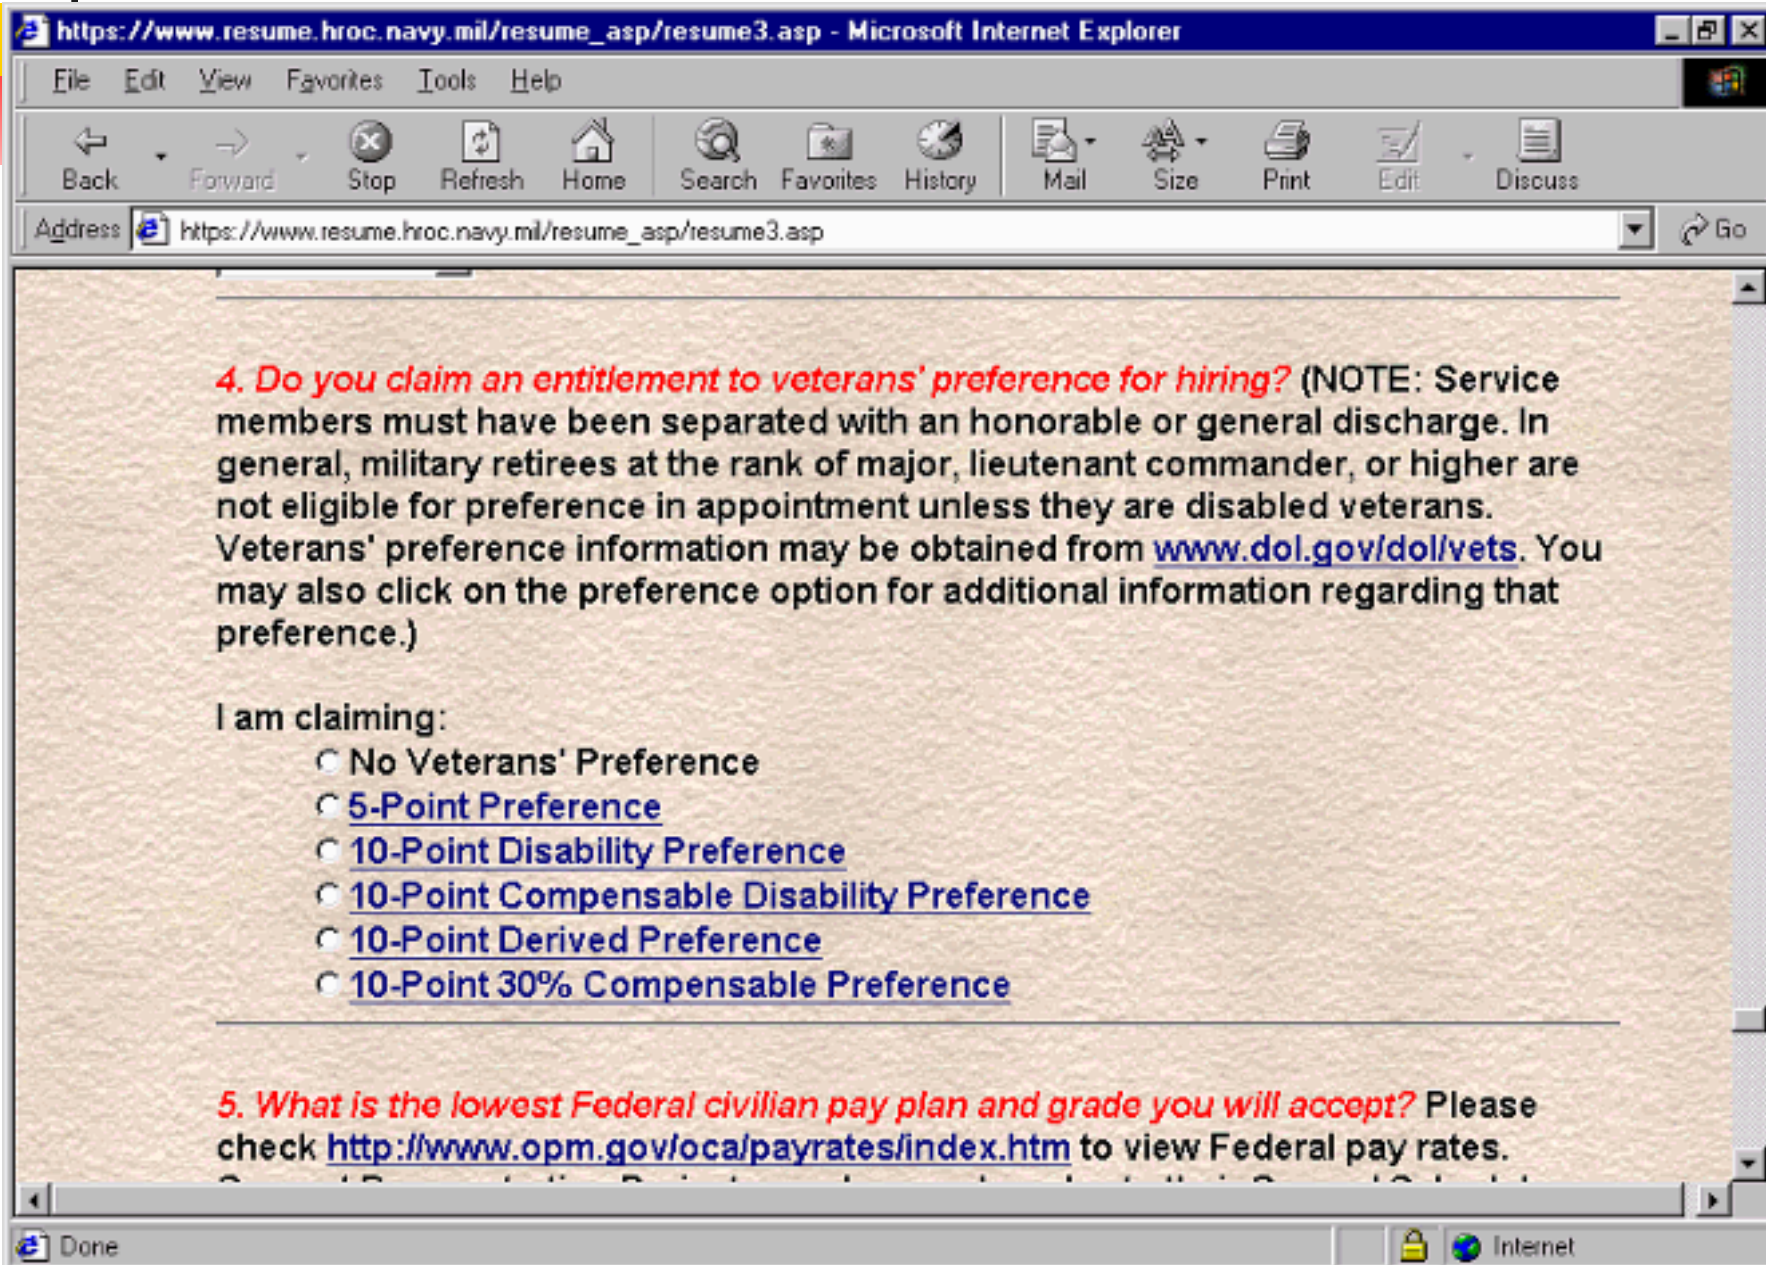 https://www.resume.hroc.navy.mil/resume_asp/resume3.asp - Microsoft Internet Explorer
File Edit View Favorites Tools Help
Back Forward Stop Refresh Home Search Favorites History Mail Size Print Edit Discuss
Address https://www.resume.hroc.navy.mil/resume_asp/resume3.asp Go
4. Do you claim an entitlement to veterans' preference for hiring? (NOTE: Service
members must have been separated with an honorable or general discharge. In
general, military retirees at the rank of major, lieutenant commander, or higher are
not eligible for preference in appointment unless they are disabled veterans.
Veterans' preference information may be obtained from www.dol.gov/dol/vets. You
may also click on the preference option for additional information regarding that
preference.)
I am claiming:
No Veterans' Preference
5-Point Preference
10-Point Disability Preference
10-Point Compensable Disability Preference
10-Point Derived Preference
10-Point 30% Compensable Preference
5. What is the lowest Federal civilian pay plan and grade you will accept? Please
check http://www.opm.gov/oca/payrates/index.htm to view Federal pay rates.
Done Internet